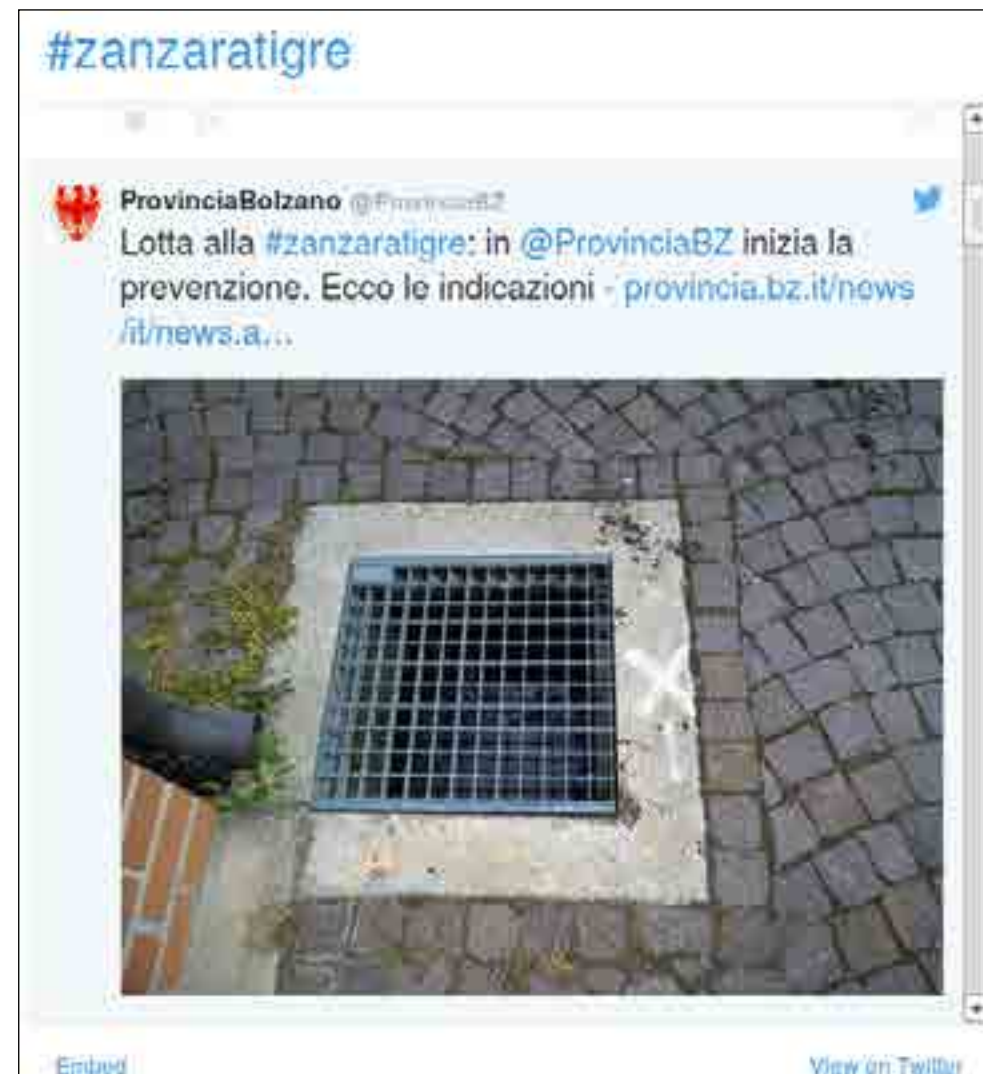 #zanzaratigre
ProvinciaBolzano @ProvinciaBZ
Lotta alla #zanzaratigre: in @ProvinciaBZ inizia la
prevenzione. Ecco le indicazioni - provincia.bz.it/news
/it/news.a…
Embed
View on Twitter